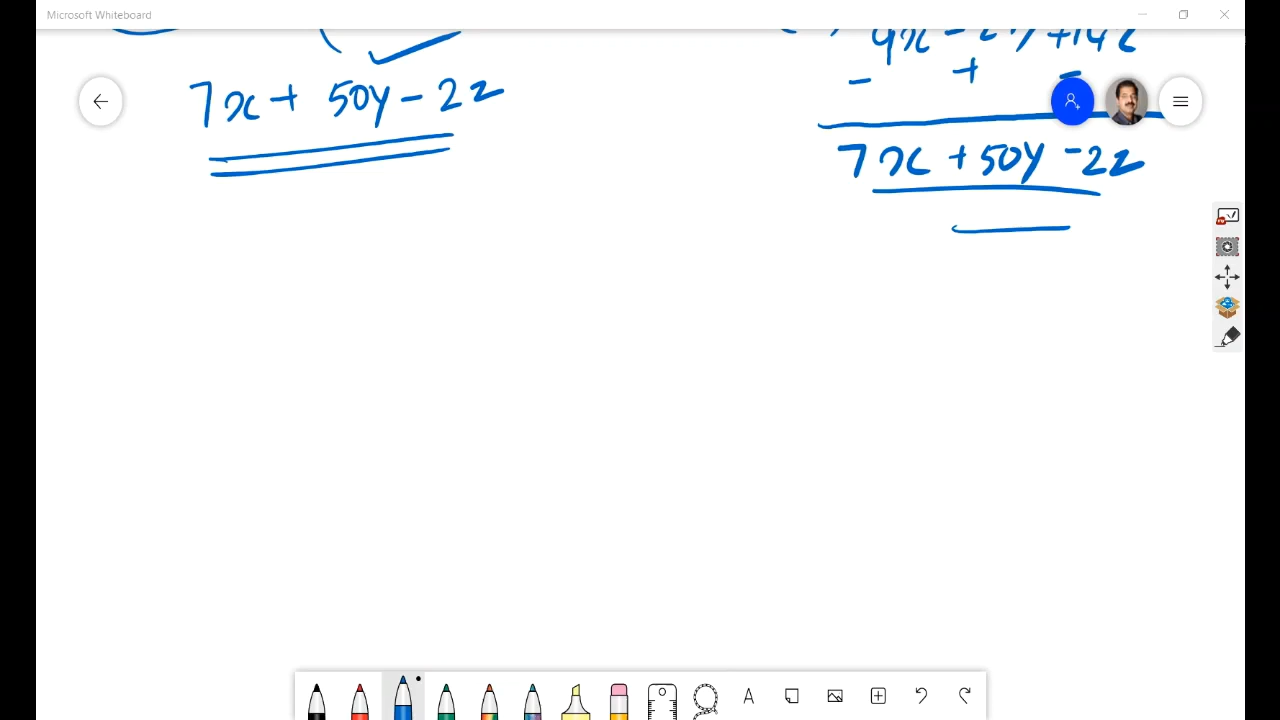 Microsoft Whiteboard
7x + 50y - 2z
- + -
7x + 50y - 2z
A